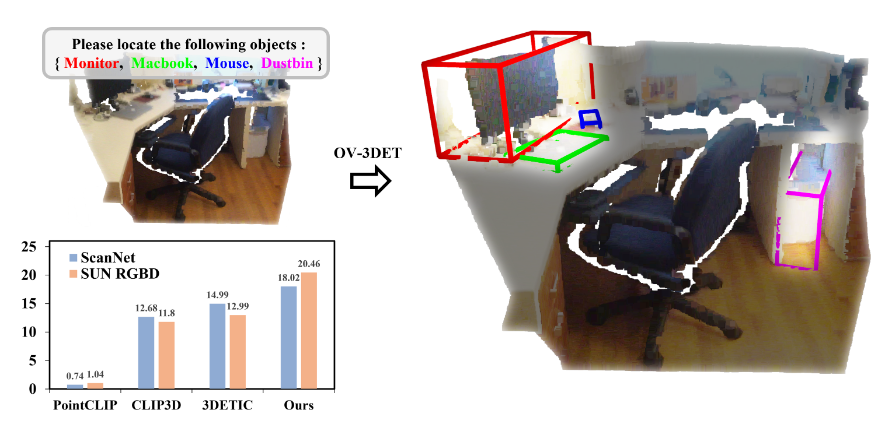 Please locate the following objects :
{ Monitor, Macbook, Mouse, Dustbin }
OV-3DET
25
20
15
10
5
0
ScanNet
SUN RGBD
0.74
1.04
12.68
11.8
14.99
12.99
18.02
20.46
PointCLIP
CLIP3D
3DETIC
Ours